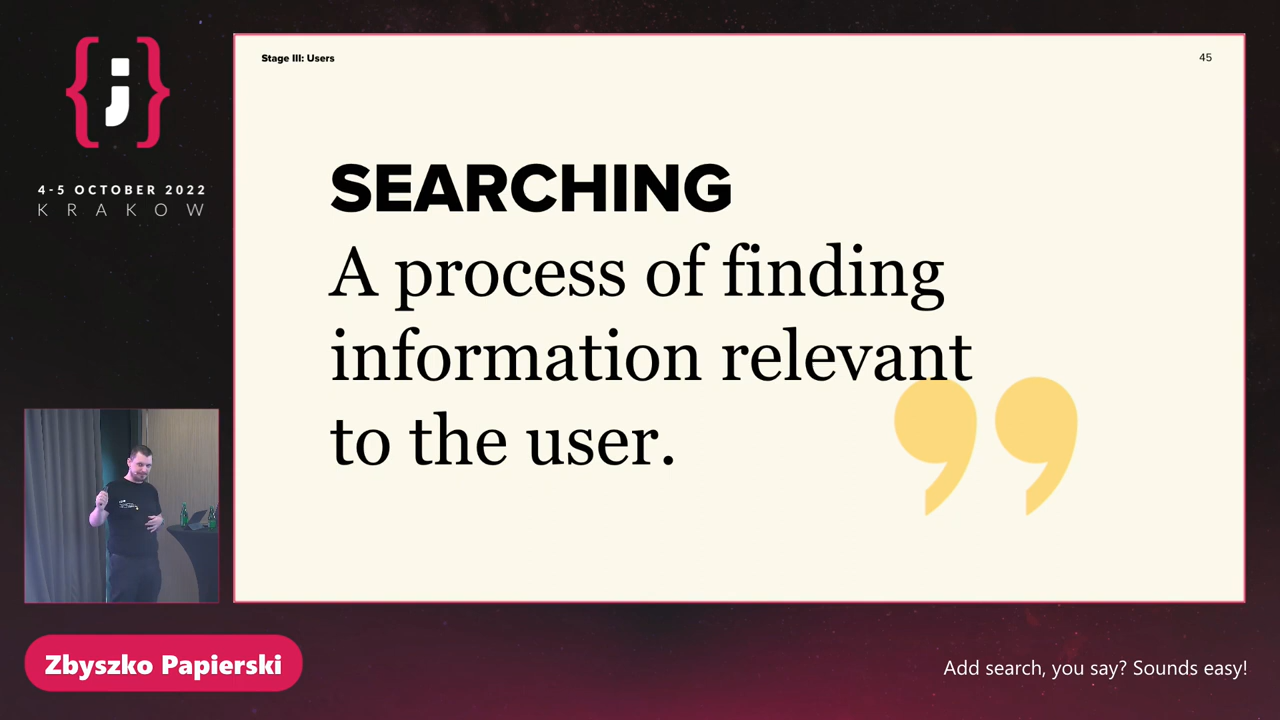 {;}
4-5 OCTOBER 2022
KRAKOW
Stage III: Users
45
SEARCHING
A process of finding
information relevant
to the user.
”
Zbyszko Papierski
Add search, you say? Sounds easy!